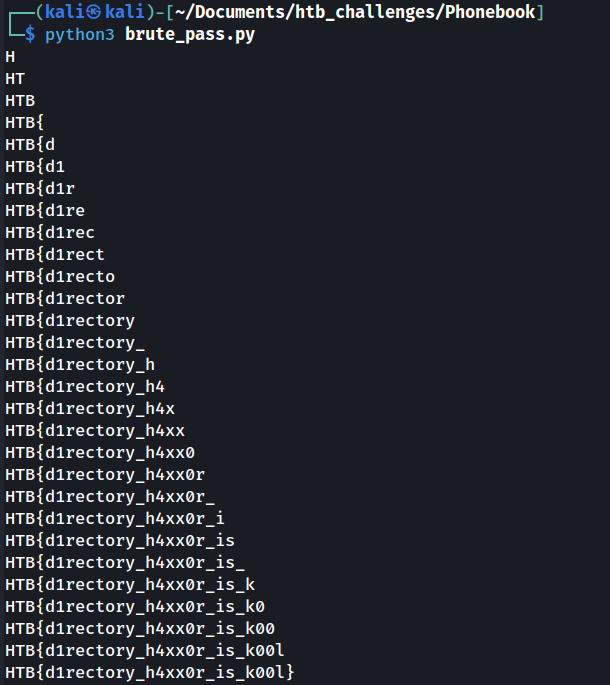 ┌──(kali㉿kali)-[~/Documents/htb_challenges/Phonebook]
└─$ python3 brute_pass.py
H
HT
HTB
HTB{
HTB{d
HTB{d1
HTB{d1r
HTB{d1re
HTB{d1rec
HTB{d1rect
HTB{d1recto
HTB{d1rector
HTB{d1rectory
HTB{d1rectory_
HTB{d1rectory_h
HTB{d1rectory_h4
HTB{d1rectory_h4x
HTB{d1rectory_h4xx
HTB{d1rectory_h4xx0
HTB{d1rectory_h4xx0r
HTB{d1rectory_h4xx0r_
HTB{d1rectory_h4xx0r_i
HTB{d1rectory_h4xx0r_is
HTB{d1rectory_h4xx0r_is_
HTB{d1rectory_h4xx0r_is_k
HTB{d1rectory_h4xx0r_is_k0
HTB{d1rectory_h4xx0r_is_k00
HTB{d1rectory_h4xx0r_is_k00l
HTB{d1rectory_h4xx0r_is_k00l}